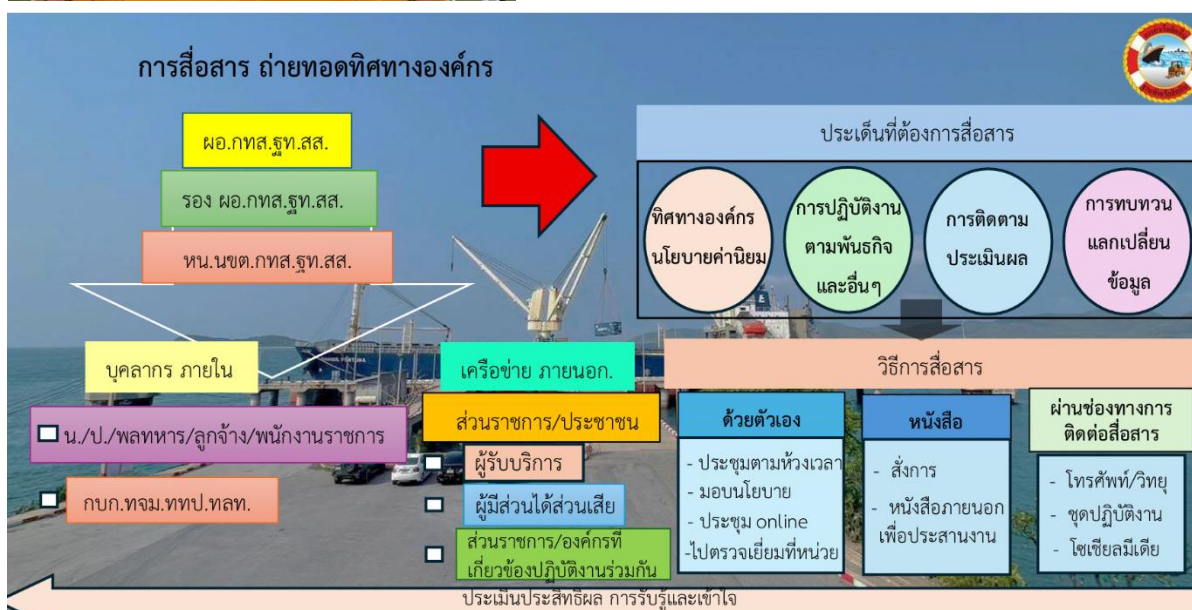 การสื่อสาร ถ่ายทอดทิศทางองค์กร
ผอ.กทส.ฐท.สส.
รอง ผอ.กทส.ฐท.สส.
หน.นขต.กทส.ฐท.สส.
บุคลากร ภายใน
น./ป./พลทหาร/ลูกจ้าง/พนักงานราชการ
กบก.ทจม.ททป.ทลท.
เครือข่าย ภายนอก.
ส่วนราชการ/ประชาชน
ผู้รับบริการ
ผู้มีส่วนได้ส่วนเสีย
ส่วนราชการ/องค์กรที่
เกี่ยวข้องปฏิบัติงานร่วมกัน
ประเด็นที่ต้องการสื่อสาร
ทิศทางองค์กร
นโยบายค่านิยม
การปฏิบัติงาน
ตามพันธกิจ
และอื่นๆ
การติดตาม
ประเมินผล
การทบทวน
แลกเปลี่ยน
ข้อมูล
วิธีการสื่อสาร
ด้วยตัวเอง
- ประชุมตามห้วงเวลา
- มอบนโยบาย
- ประชุม online
-ไปตรวจเยี่ยมที่หน่วย
หนังสือ
- สั่งการ
- หนังสือภายนอก
เพื่อประสานงาน
ผ่านช่องทางการ
ติดต่อสื่อสาร
- โทรศัพท์/วิทยุ
- ชุดปฏิบัติงาน
- โซเชียลมีเดีย
ประเมินประสิทธิผล การรับรู้และเข้าใจ